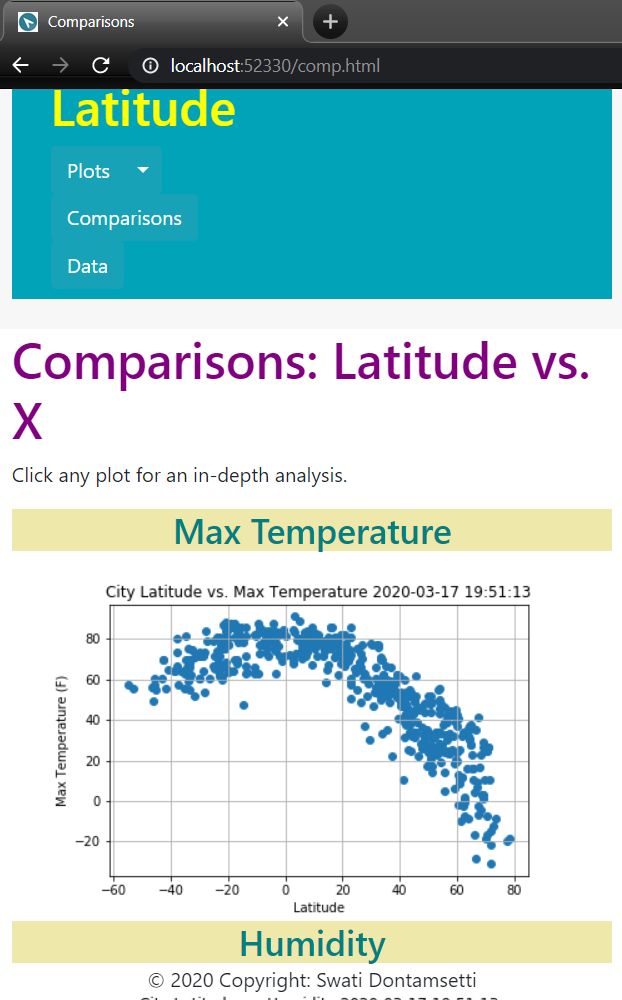 Comparisons
localhost:52330/comp.html
Latitude
Plots
Comparisons
Data
Comparisons: Latitude vs.
X
Click any plot for an in-depth analysis.
Max Temperature
City Latitude vs. Max Temperature 2020-03-17 19:51:13
Max Temperature (F)
80
60
40
20
0
−20
−60 −40 −20 0 20 40 60 80
Latitude
Humidity
© 2020 Copyright: Swati Dontamsetti